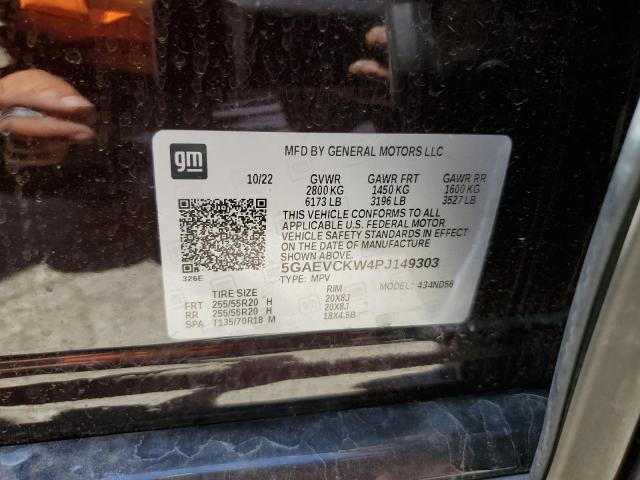 gm
MFD BY GENERAL MOTORS LLC
10/22 GVWR GAWR FRT GAWR RR
2800 KG 1450 KG 1600 KG
6173 LB 3196 LB 3527 LB
THIS VEHICLE CONFORMS TO ALL
APPLICABLE U.S. FEDERAL MOTOR
VEHICLE SAFETY STANDARDS IN EFFECT
ON THE DATE OF MANUFACTURE
SHOWN ABOVE.
5GAEVCKW4PJ149303
326E
TYPE: MPV MODEL: 434ND56
TIRE SIZE RIM
FRT 255/55R20 H 20X8J
RR 255/55R20 H 20X8J
SPA T135/70R18 M 18X4.5B